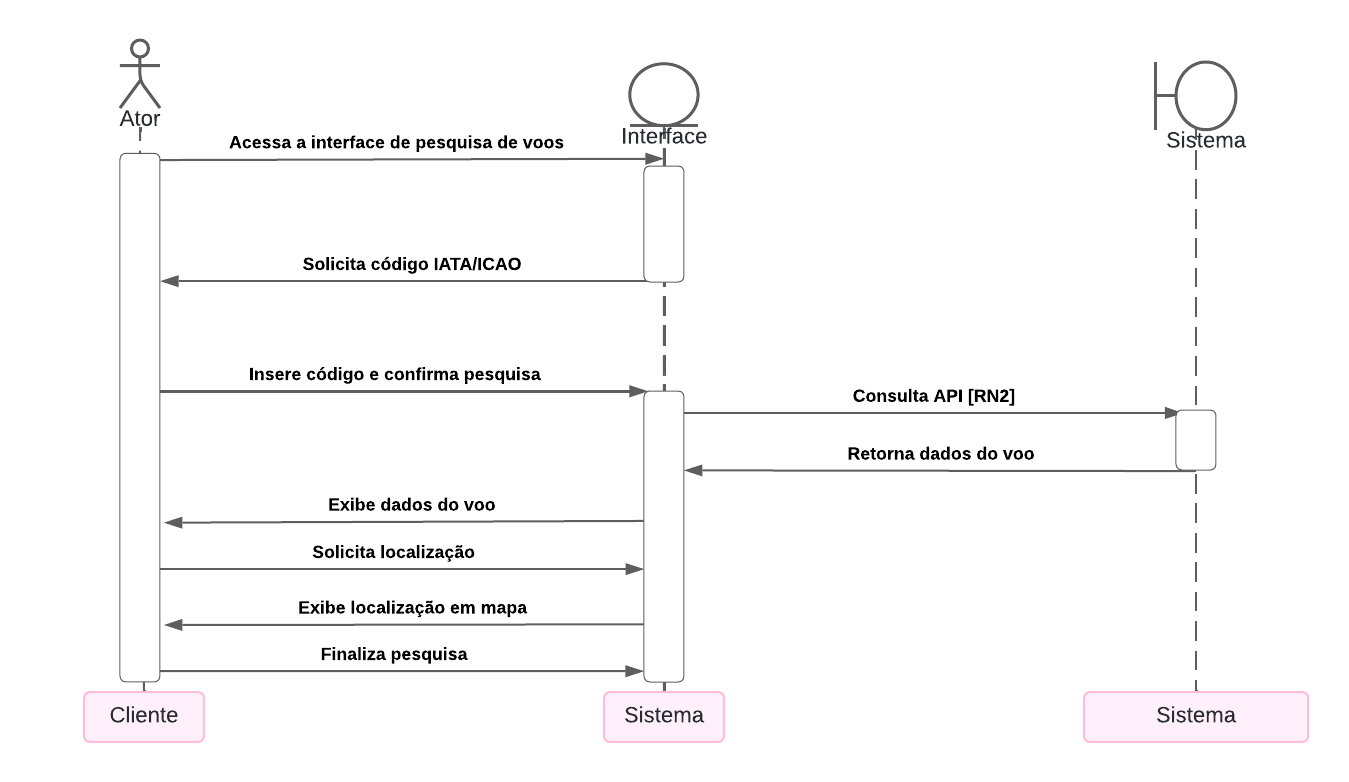 Ator
Interface
Sistema
Acessa a interface de pesquisa de voos
Solicita código IATA/ICAO
Insere código e confirma pesquisa
Consulta API [RN2]
Retorna dados do voo
Exibe dados do voo
Solicita localização
Exibe localização em mapa
Finaliza pesquisa
Cliente
Sistema
Sistema